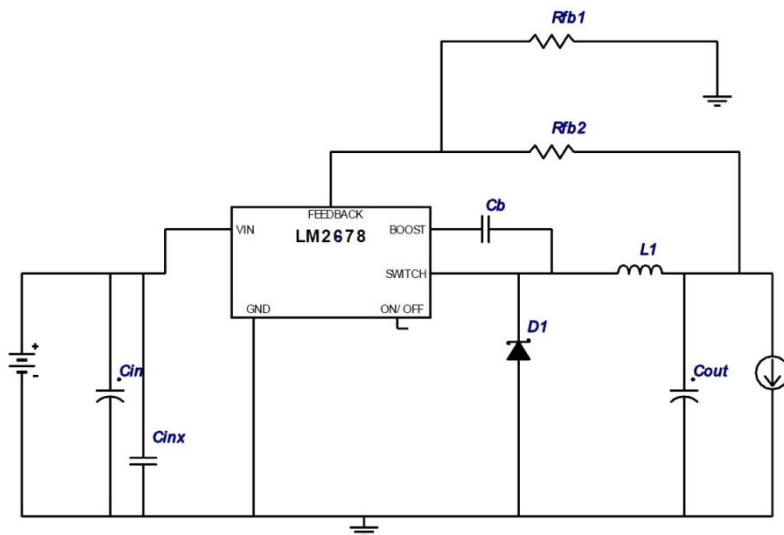 Rfb1
Rfb2
FEEDBACK
Cb
VIN
LM2678
BOOST
L1
SWITCH
GND
ON/ OFF
D1
+
-
Cin
Cout
Cinx